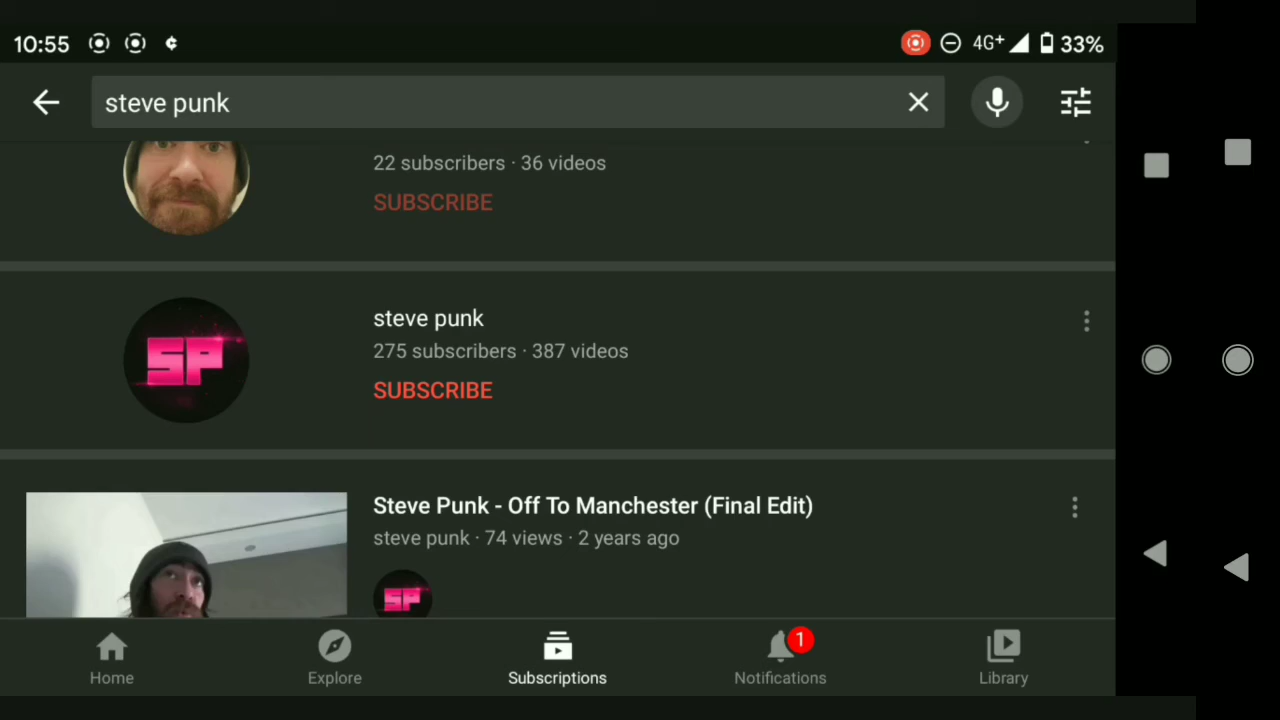 10:55 4G+ 33%
steve punk
22 subscribers · 36 videos
SUBSCRIBE
SP
steve punk
275 subscribers · 387 videos
SUBSCRIBE
Steve Punk - Off To Manchester (Final Edit)
steve punk · 74 views · 2 years ago
SP
1
Home Explore Subscriptions Notifications Library